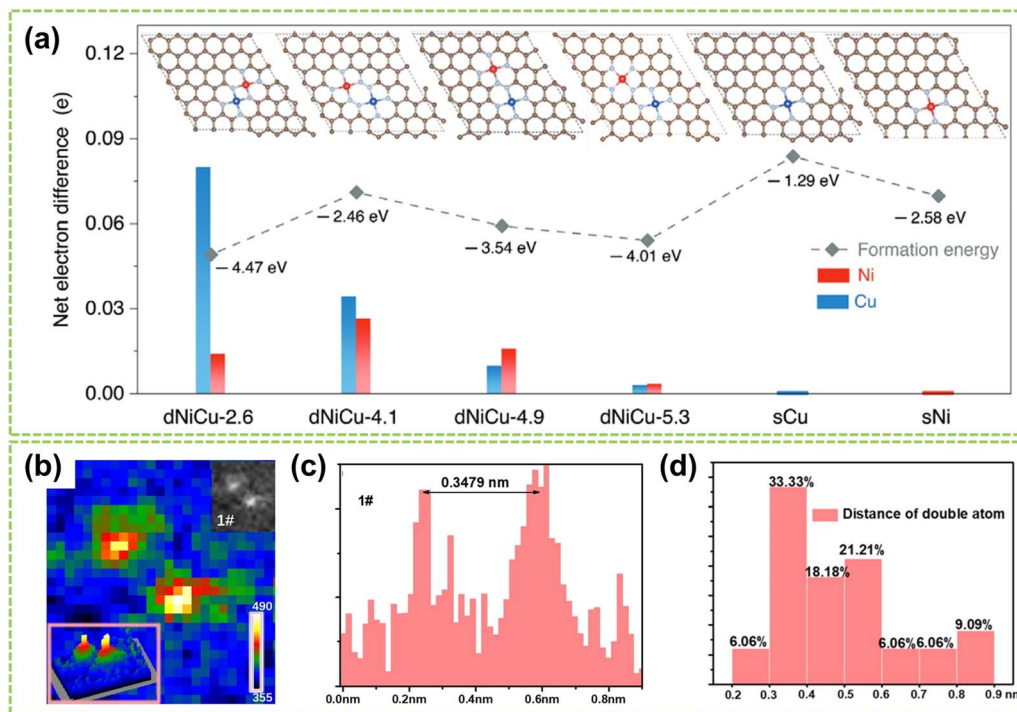 (a)
Net electron difference (e)
0.12
0.09
0.06
0.03
0.00
− 4.47 eV
− 2.46 eV
− 3.54 eV
− 4.01 eV
− 1.29 eV
− 2.58 eV
Formation energy
Ni
Cu
dNiCu-2.6 dNiCu-4.1 dNiCu-4.9 dNiCu-5.3 sCu sNi
(b)
1#
490
355
(c)
1#
0.3479 nm
0.0nm 0.2nm 0.4nm 0.6nm 0.8nm
(d)
Distance of double atom
6.06% 33.33% 18.18% 21.21% 6.06% 6.06% 9.09%
0.2 0.3 0.4 0.5 0.6 0.7 0.8 0.9 nm